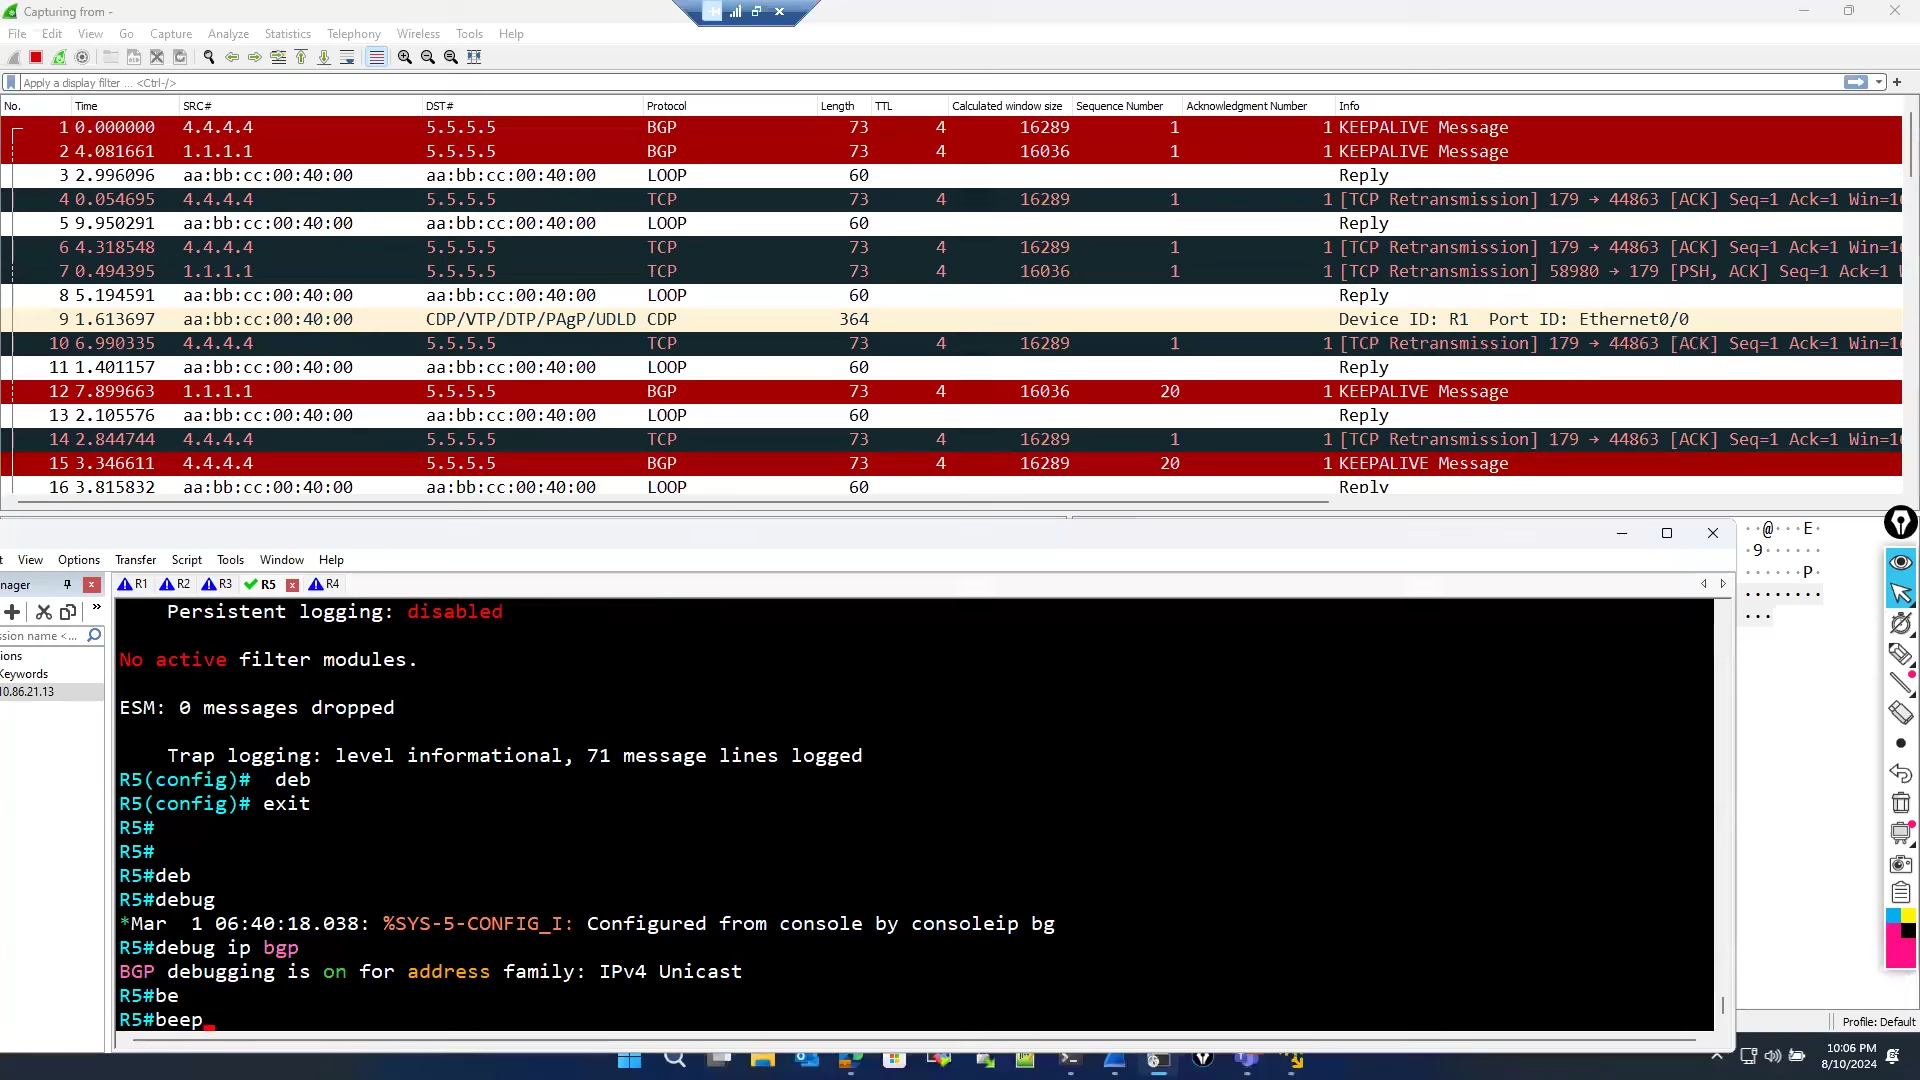 Capturing from -
File Edit View Go Capture Analyze Statistics Telephony Wireless Tools Help
Apply a display filter ... <Ctrl-/>
No. Time SRC# DST# Protocol Length TTL Calculated window size Sequence Number Acknowledgment Number Info
1 0.000000 4.4.4.4 5.5.5.5 BGP 73 4 16289 1 1 KEEPALIVE Message
2 4.081661 1.1.1.1 5.5.5.5 BGP 73 4 16036 1 1 KEEPALIVE Message
3 2.996096 aa:bb:cc:00:40:00 aa:bb:cc:00:40:00 LOOP 60 Reply
4 0.054695 4.4.4.4 5.5.5.5 TCP 73 4 16289 1 1 [TCP Retransmission] 179 → 44863 [ACK] Seq=1 Ack=1 Win=16
5 9.950291 aa:bb:cc:00:40:00 aa:bb:cc:00:40:00 LOOP 60 Reply
6 4.318548 4.4.4.4 5.5.5.5 TCP 73 4 16289 1 1 [TCP Retransmission] 179 → 44863 [ACK] Seq=1 Ack=1 Win=16
7 0.494395 1.1.1.1 5.5.5.5 TCP 73 4 16036 1 1 [TCP Retransmission] 58980 → 179 [PSH, ACK] Seq=1 Ack=1
8 5.194591 aa:bb:cc:00:40:00 aa:bb:cc:00:40:00 LOOP 60 Reply
9 1.613697 aa:bb:cc:00:40:00 CDP/VTP/DTP/PAgP/UDLD CDP 364 Device ID: R1 Port ID: Ethernet0/0
10 6.990335 4.4.4.4 5.5.5.5 TCP 73 4 16289 1 1 [TCP Retransmission] 179 → 44863 [ACK] Seq=1 Ack=1 Win=16
11 1.401157 aa:bb:cc:00:40:00 aa:bb:cc:00:40:00 LOOP 60 Reply
12 7.899663 1.1.1.1 5.5.5.5 BGP 73 4 16036 20 1 KEEPALIVE Message
13 2.105576 aa:bb:cc:00:40:00 aa:bb:cc:00:40:00 LOOP 60 Reply
14 2.844744 4.4.4.4 5.5.5.5 TCP 73 4 16289 1 1 [TCP Retransmission] 179 → 44863 [ACK] Seq=1 Ack=1 Win=16
15 3.346611 4.4.4.4 5.5.5.5 BGP 73 4 16289 20 1 KEEPALIVE Message
16 3.815832 aa:bb:cc:00:40:00 aa:bb:cc:00:40:00 LOOP 60 Reply
··@···E·
9······
······P·
········
···
t View Options Transfer Script Tools Window Help
nager
R1 R2 R3 R5 R4
ssion name <...
ions
Keywords
10.86.21.13
Persistent logging: disabled
No active filter modules.
ESM: 0 messages dropped
Trap logging: level informational, 71 message lines logged
R5(config)#  deb
R5(config)# exit
R5#
R5#
R5#deb
R5#debug
*Mar  1 06:40:18.038: %SYS-5-CONFIG_I: Configured from console by consoleip bg
R5#debug ip bgp
BGP debugging is on for address family: IPv4 Unicast
R5#be
R5#beep
Profile: Default
10:06 PM
8/10/2024